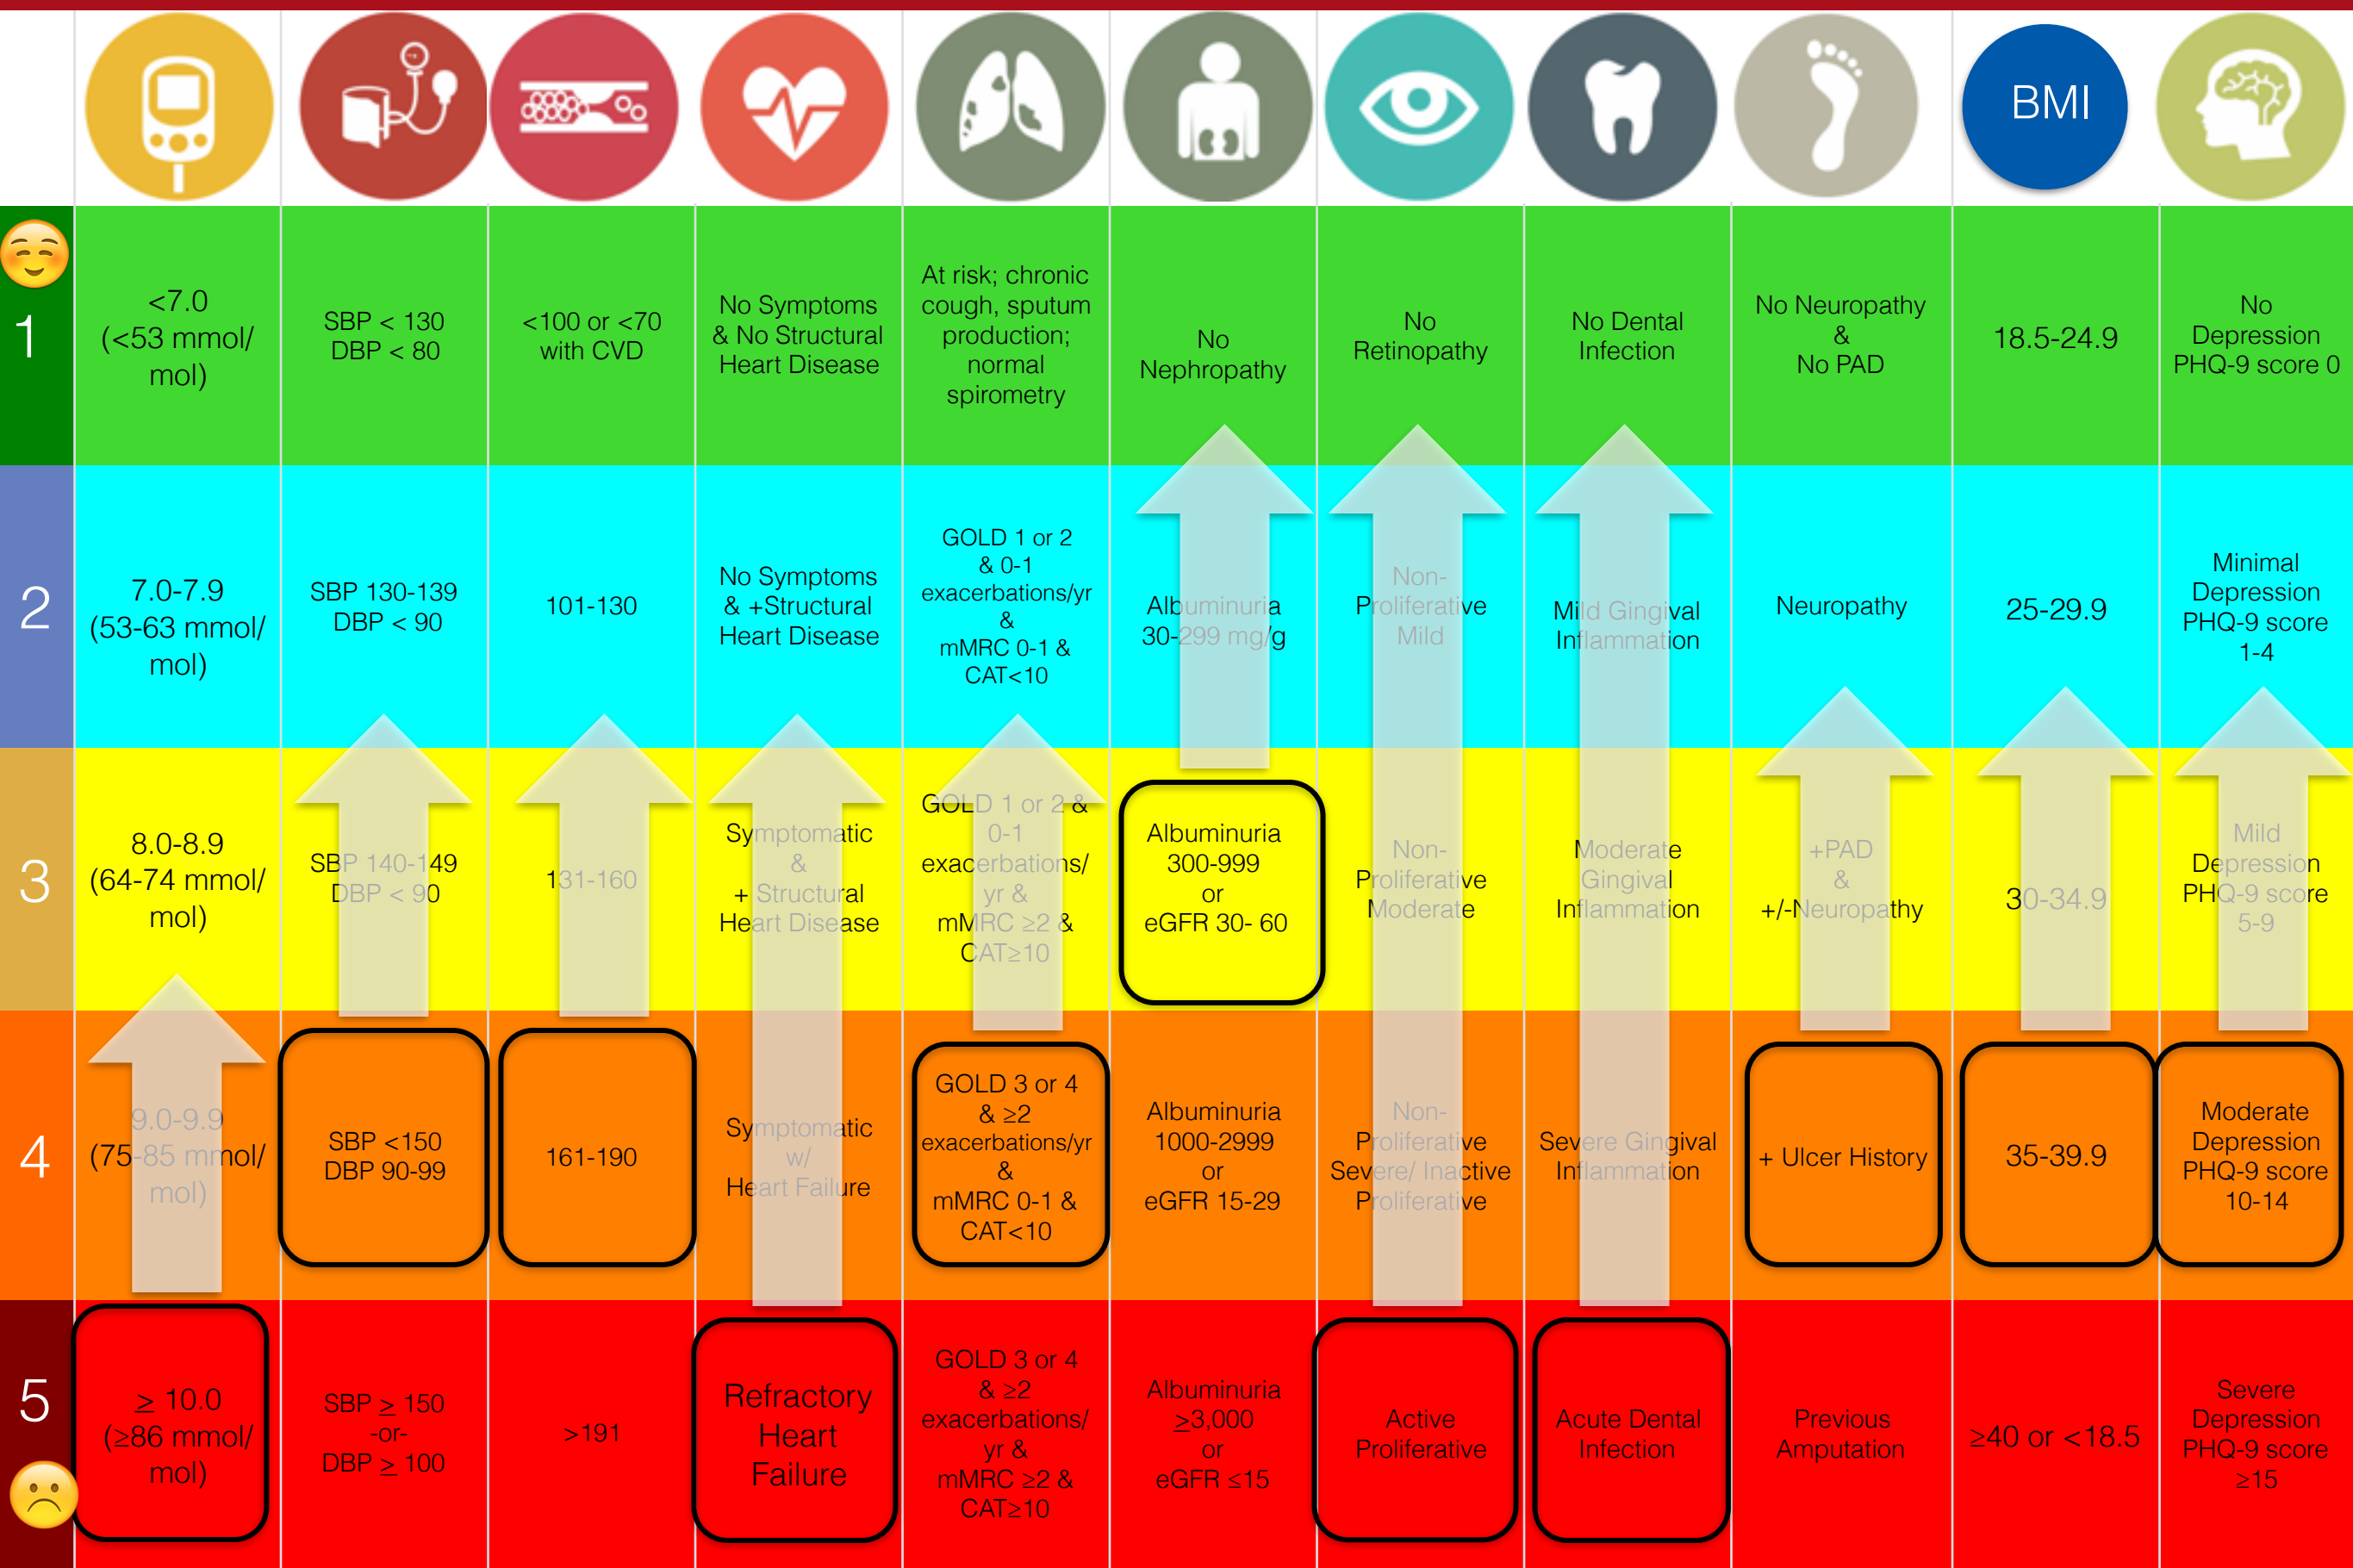 BMI
1
<7.0
(<53 mmol/
mol)
SBP < 130
DBP < 80
<100 or <70
with CVD
No Symptoms
& No Structural
Heart Disease
At risk; chronic
cough, sputum
production;
normal
spirometry
No
Nephropathy
No
Retinopathy
No Dental
Infection
No Neuropathy
&
No PAD
18.5-24.9
No
Depression
PHQ-9 score 0
2
7.0-7.9
(53-63 mmol/
mol)
SBP 130-139
DBP < 90
101-130
No Symptoms
& +Structural
Heart Disease
GOLD 1 or 2
& 0-1
exacerbations/yr
&
mMRC 0-1 &
CAT<10
Albuminuria
30-299 mg/g
Non-
Proliferative
Mild
Mild Gingival
Inflammation
Neuropathy
25-29.9
Minimal
Depression
PHQ-9 score
1-4
3
8.0-8.9
(64-74 mmol/
mol)
SBP 140-149
DBP < 90
131-160
Symptomatic
&
+ Structural
Heart Disease
GOLD 1 or 2 &
0-1
exacerbations/
yr &
mMRC ≥2 &
CAT≥10
Albuminuria
300-999
or
eGFR 30- 60
Non-
Proliferative
Moderate
Moderate
Gingival
Inflammation
+PAD
&
+/-Neuropathy
30-34.9
Mild
Depression
PHQ-9 score
5-9
4
9.0-9.9
(75-85 mmol/
mol)
SBP <150
DBP 90-99
161-190
Symptomatic
w/
Heart Failure
GOLD 3 or 4
& ≥2
exacerbations/yr
&
mMRC 0-1 &
CAT<10
Albuminuria
1000-2999
or
eGFR 15-29
Non-
Proliferative
Severe/ Inactive
Proliferative
Severe Gingival
Inflammation
+ Ulcer History
35-39.9
Moderate
Depression
PHQ-9 score
10-14
5
≥ 10.0
(≥86 mmol/
mol)
SBP ≥ 150
-or-
DBP ≥ 100
>191
Refractory
Heart
Failure
GOLD 3 or 4
& ≥2
exacerbations/
yr &
mMRC ≥2 &
CAT≥10
Albuminuria
≥3,000
or
eGFR ≤15
Active
Proliferative
Acute Dental
Infection
Previous
Amputation
≥40 or <18.5
Severe
Depression
PHQ-9 score
≥15